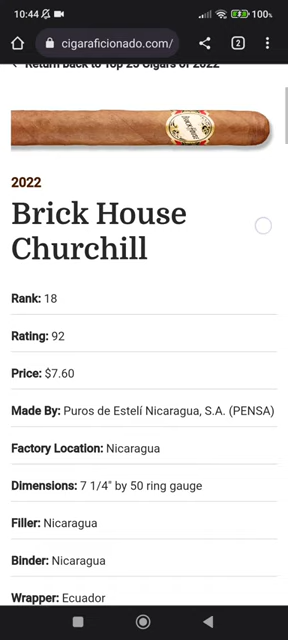 10:44
100%
cigaraficionado.com/
2
Return back to Top 25 Cigars of 2022
BRICK HOUSE
2022
Brick House
Churchill
Rank: 18
Rating: 92
Price: $7.60
Made By: Puros de Estelí Nicaragua, S.A. (PENSA)
Factory Location: Nicaragua
Dimensions: 7 1/4" by 50 ring gauge
Filler: Nicaragua
Binder: Nicaragua
Wrapper: Ecuador